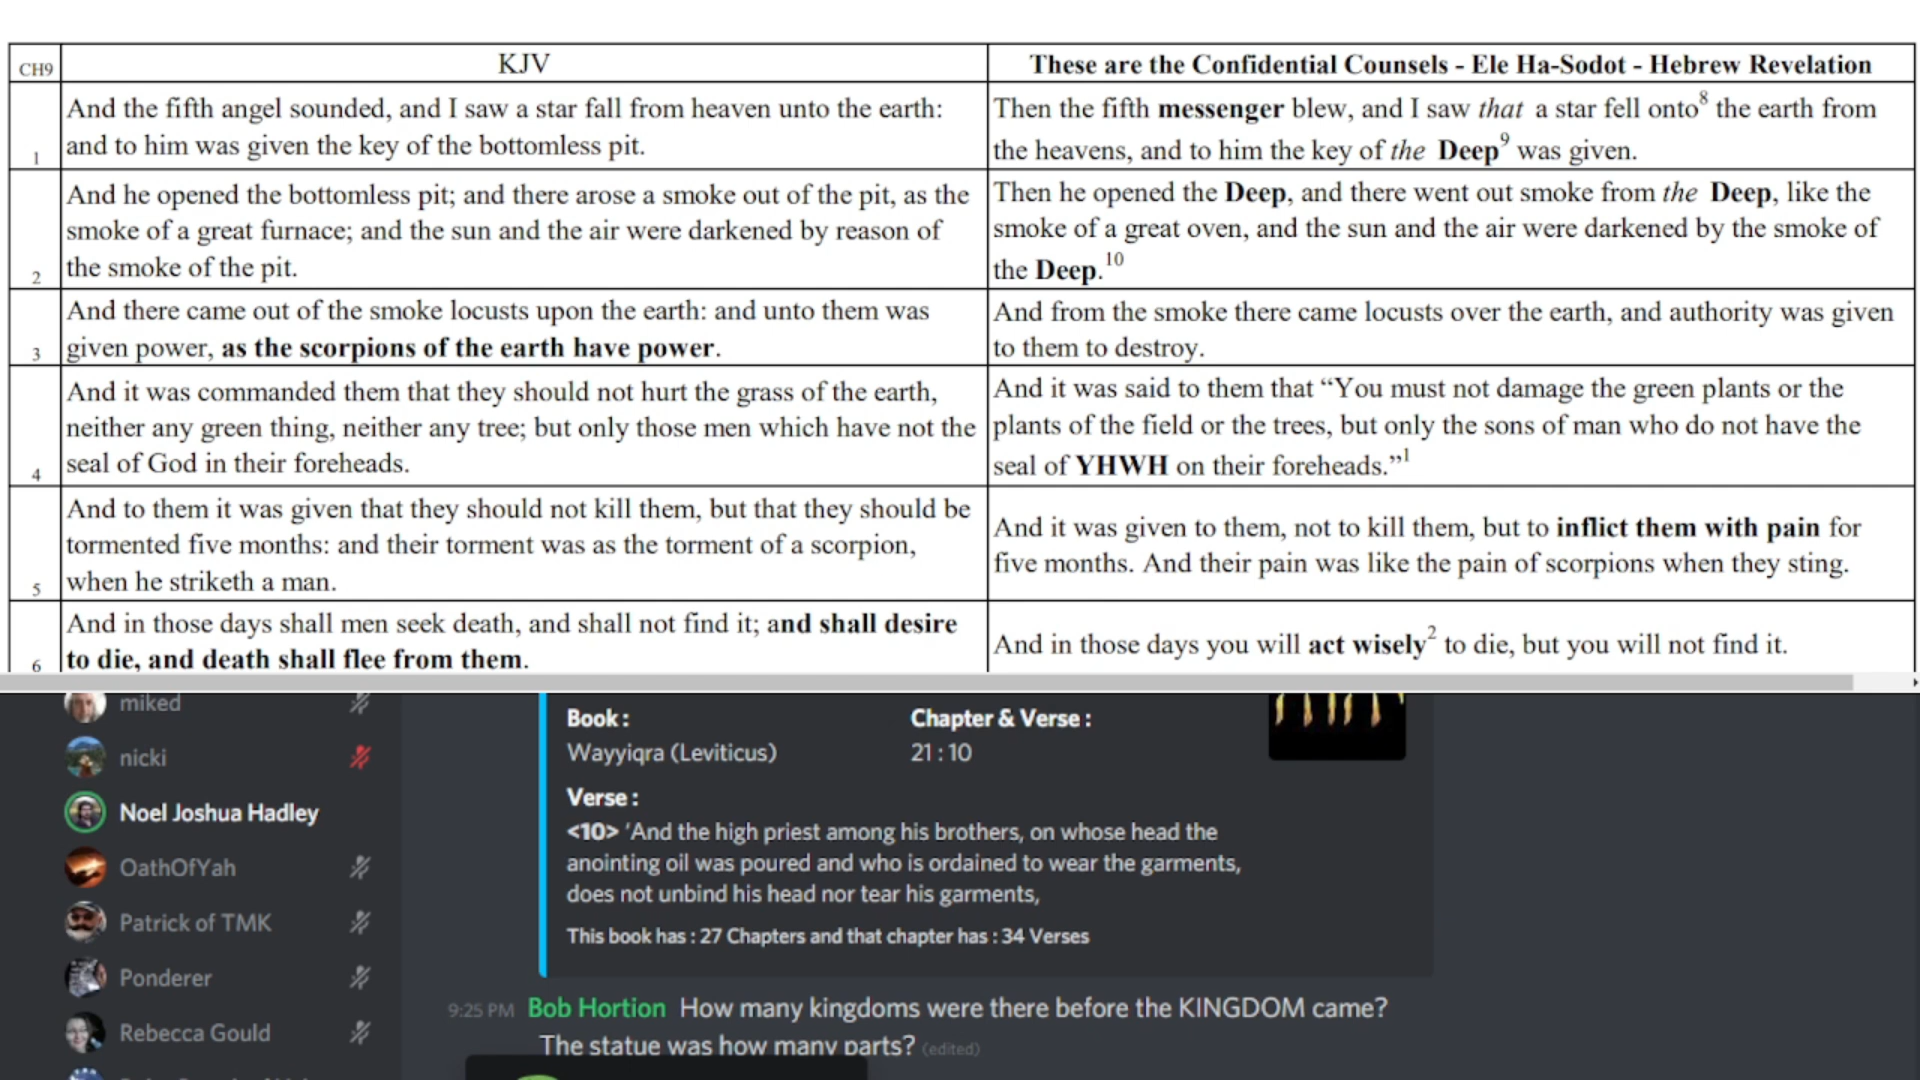 CH9
KJV
These are the Confidential Counsels - Ele Ha-Sodot - Hebrew Revelation
1
And the fifth angel sounded, and I saw a star fall from heaven unto the earth:
and to him was given the key of the bottomless pit.
Then the fifth messenger blew, and I saw that a star fell onto⁸ the earth from
the heavens, and to him the key of the Deep⁹ was given.
2
And he opened the bottomless pit; and there arose a smoke out of the pit, as the
smoke of a great furnace; and the sun and the air were darkened by reason of
the smoke of the pit.
Then he opened the Deep, and there went out smoke from the Deep, like the
smoke of a great oven, and the sun and the air were darkened by the smoke of
the Deep.¹⁰
3
And there came out of the smoke locusts upon the earth: and unto them was
given power, as the scorpions of the earth have power.
And from the smoke there came locusts over the earth, and authority was given
to them to destroy.
4
And it was commanded them that they should not hurt the grass of the earth,
neither any green thing, neither any tree; but only those men which have not the
seal of God in their foreheads.
And it was said to them that “You must not damage the green plants or the
plants of the field or the trees, but only the sons of man who do not have the
seal of YHWH on their foreheads.”¹
5
And to them it was given that they should not kill them, but that they should be
tormented five months: and their torment was as the torment of a scorpion,
when he striketh a man.
And it was given to them, not to kill them, but to inflict them with pain for
five months. And their pain was like the pain of scorpions when they sting.
6
And in those days shall men seek death, and shall not find it; and shall desire
to die, and death shall flee from them.
And in those days you will act wisely² to die, but you will not find it.
miked
nicki
Noel Joshua Hadley
OathOfYah
Patrick of TMK
Ponderer
Rebecca Gould
Book :
Chapter & Verse :
Wayyiqra (Leviticus)
21 : 10
Verse :
<10> 'And the high priest among his brothers, on whose head the
anointing oil was poured and who is ordained to wear the garments,
does not unbind his head nor tear his garments,
This book has : 27 Chapters and that chapter has : 34 Verses
9:25 PM Bob Hortion How many kingdoms were there before the KINGDOM came?
The statue was how many parts? (edited)